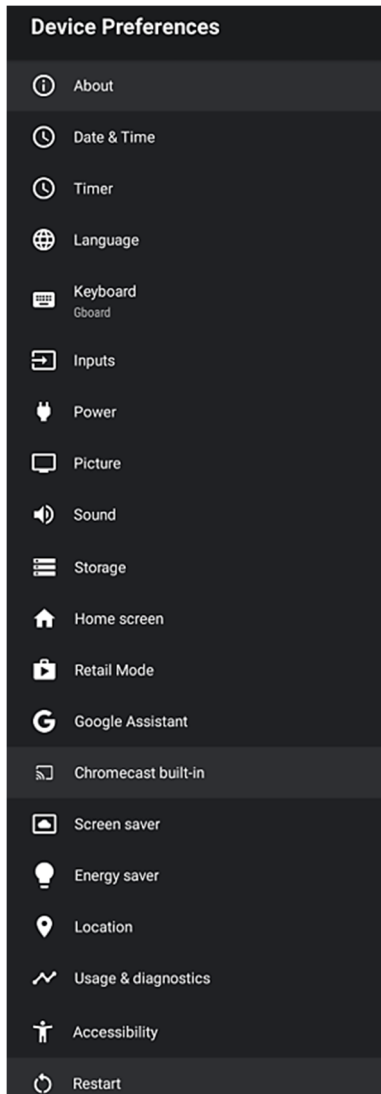 Device Preferences
About
Date & Time
Timer
Language
Keyboard
Gboard
Inputs
Power
Picture
Sound
Storage
Home screen
Retail Mode
Google Assistant
Chromecast built-in
Screen saver
Energy saver
Location
Usage & diagnostics
Accessibility
Restart